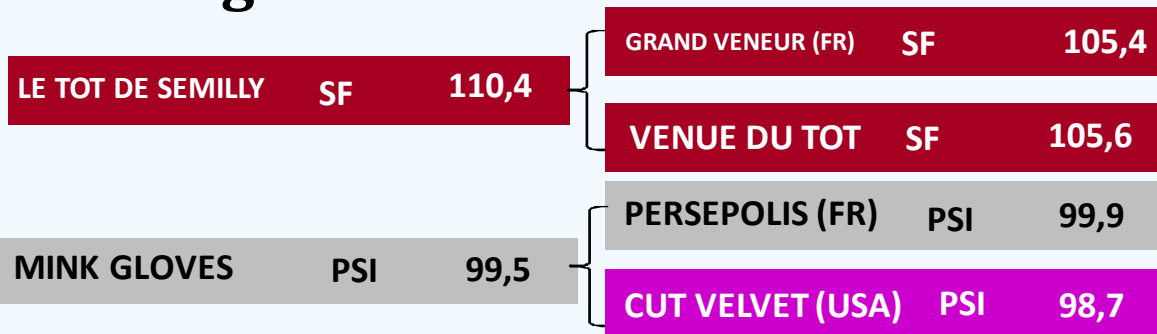 GRAND VENEUR (FR) SF 105,4
LE TOT DE SEMILLY SF 110,4
VENUE DU TOT SF 105,6
PERSEPOLIS (FR) PSI 99,9
MINK GLOVES PSI 99,5
CUT VELVET (USA) PSI 98,7